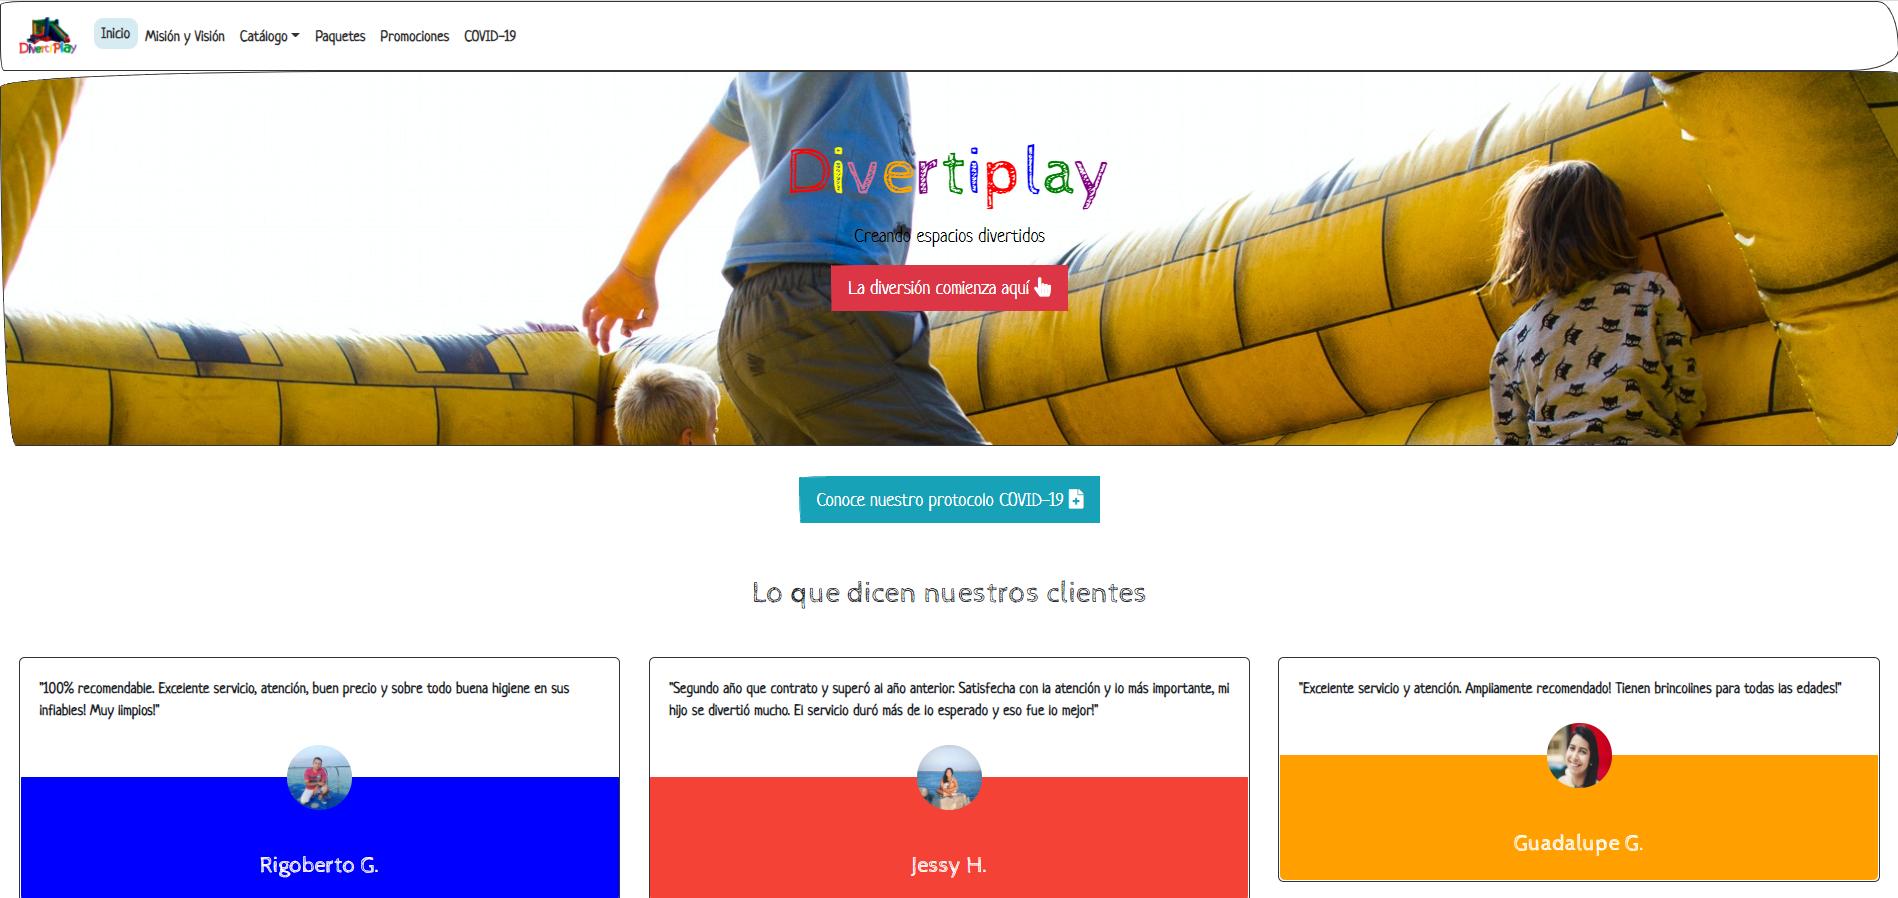 DivertiPlay
Inicio
Misión y Visión
Catálogo
Paquetes
Promociones
COVID-19
Divertiplay
Creando espacios divertidos
La diversión comienza aquí
Conoce nuestro protocolo COVID-19
Lo que dicen nuestros clientes
"100% recomendable. Excelente servicio, atención, buen precio y sobre todo buena higiene en sus
inflables! Muy limpios!"
Rigoberto G.
"Segundo año que contrato y superó al año anterior. Satisfecha con la atención y lo más importante, mi
hijo se divertió mucho. El servicio duró más de lo esperado y eso fue lo mejor!"
Jessy H.
"Excelente servicio y atención. Ampliamente recomendado! Tienen brincolines para todas las edades!"
Guadalupe G.